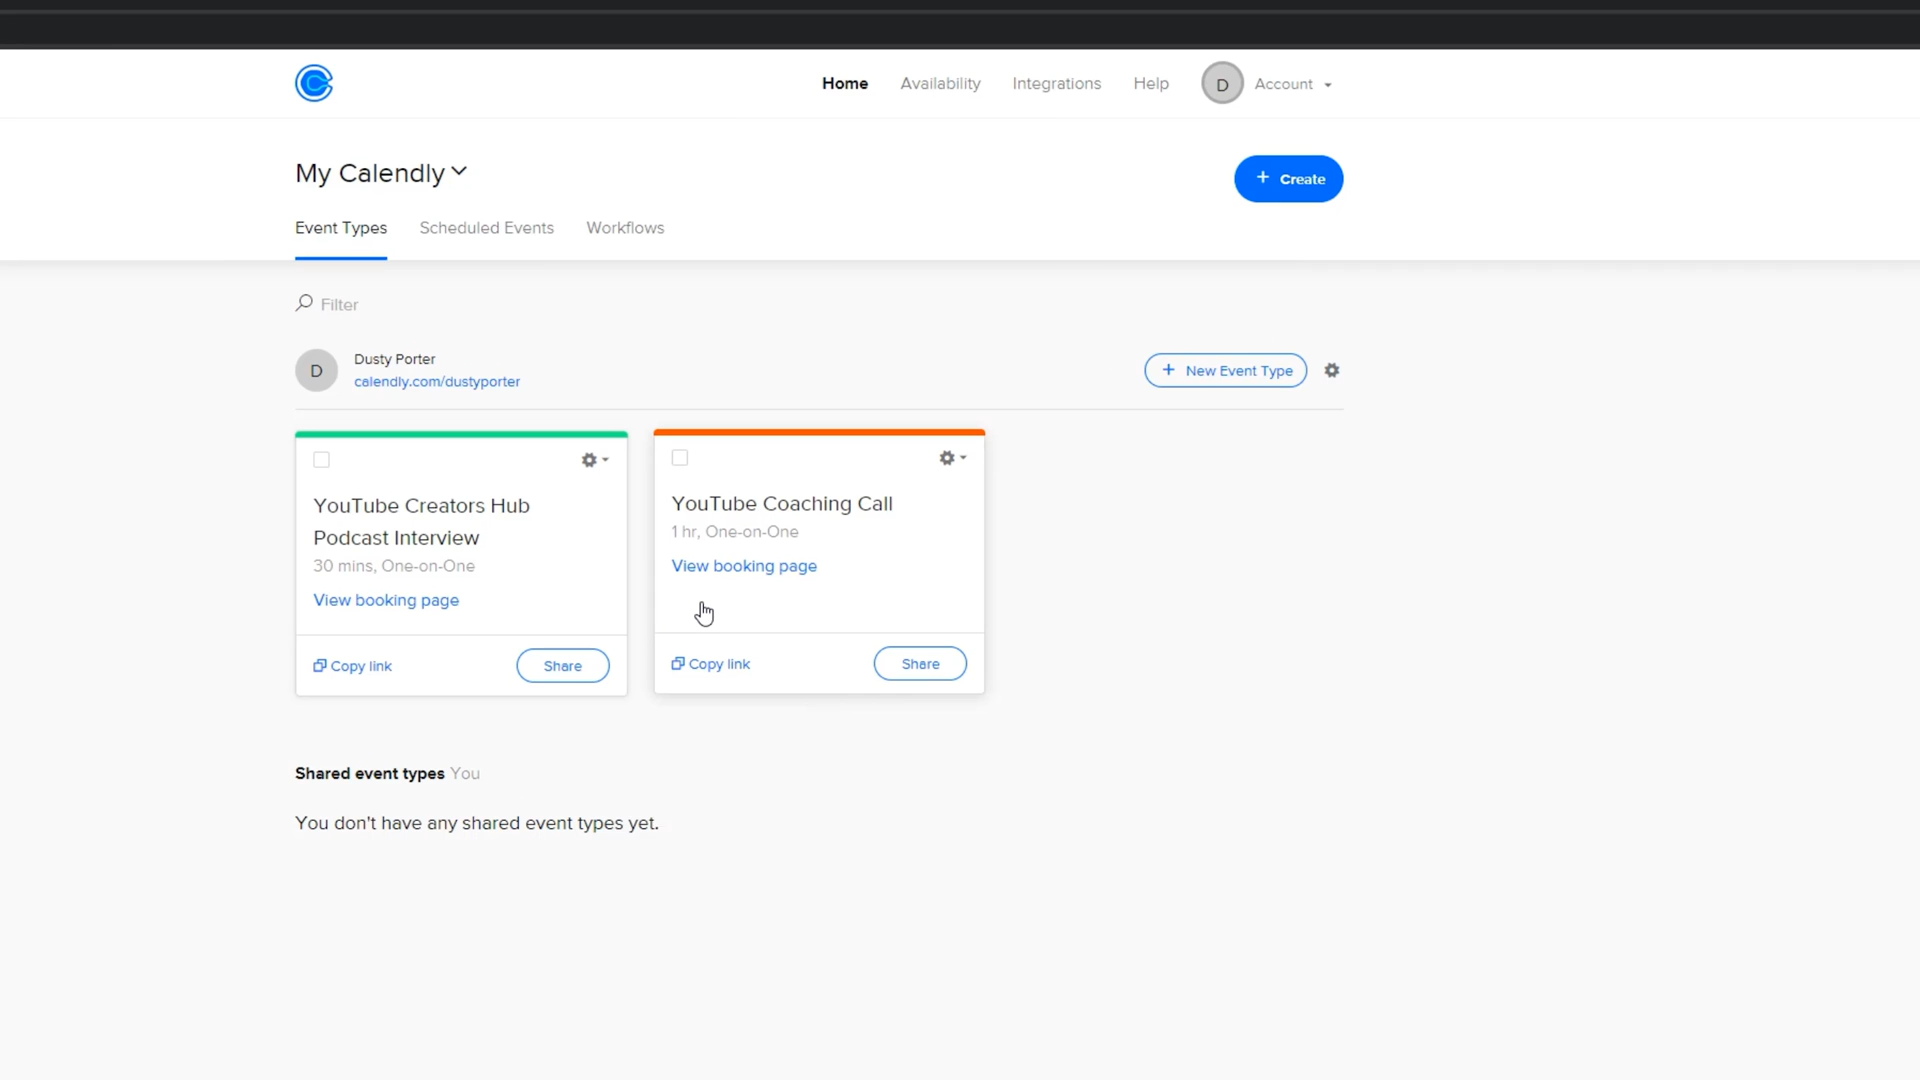 Home Availability Integrations Help D Account
My Calendly
+ Create
Event Types Scheduled Events Workflows
Filter
D
Dusty Porter
calendly.com/dustyporter
+ New Event Type
YouTube Creators Hub
Podcast Interview
30 mins, One-on-One
View booking page
Copy link
Share
YouTube Coaching Call
1 hr, One-on-One
View booking page
Copy link
Share
Shared event types You
You don't have any shared event types yet.